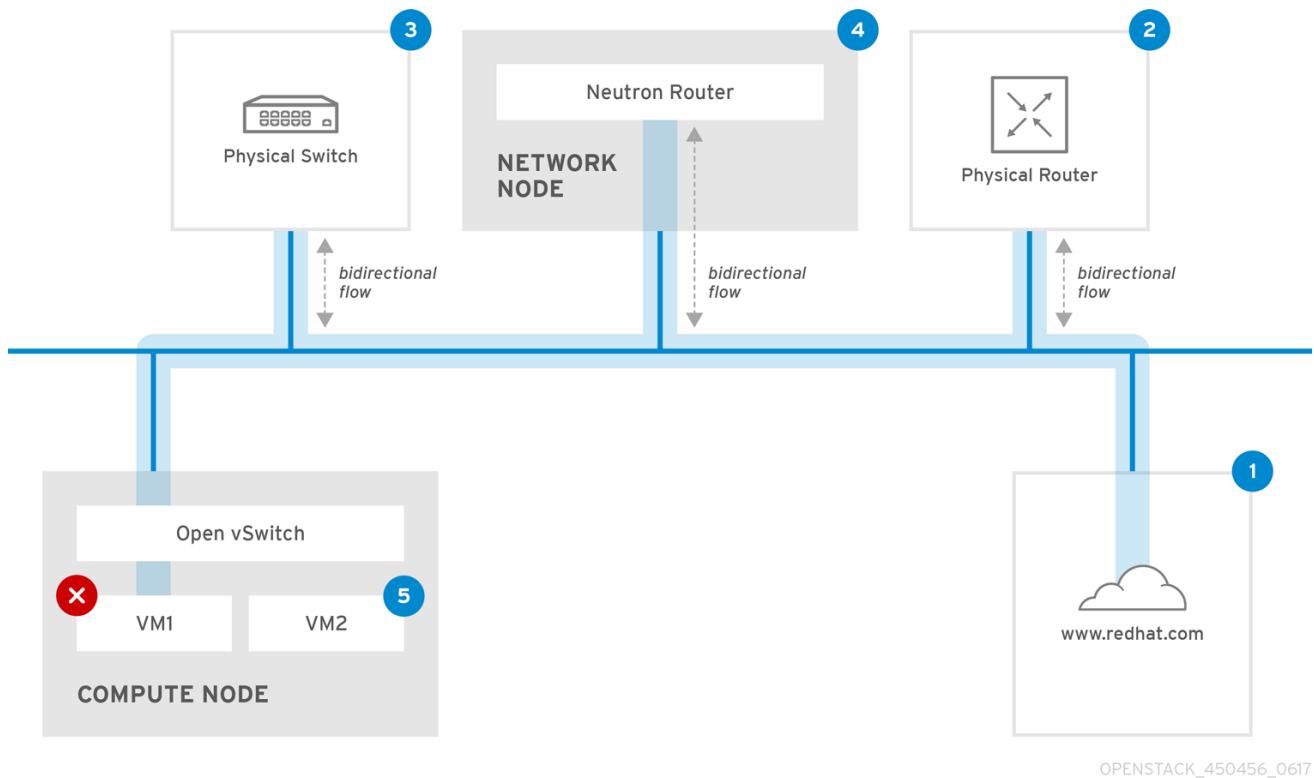 3
4
2
Neutron Router
Physical Switch
NETWORK
NODE
Physical Router
bidirectional
flow
bidirectional
flow
bidirectional
flow
1
Open vSwitch
5
VM1
VM2
www.redhat.com
COMPUTE NODE
OPENSTACK_450456_0617